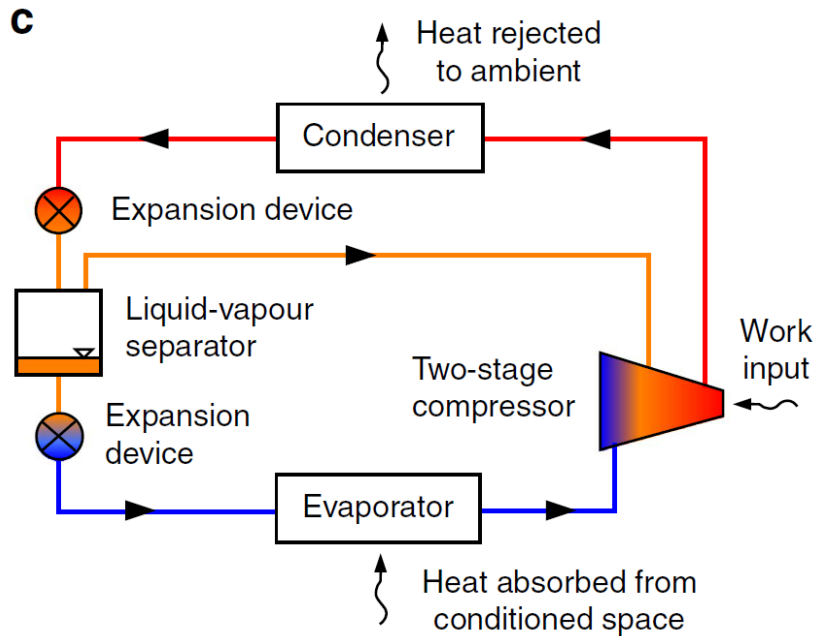 c
Heat rejected
to ambient
Condenser
Expansion device
Liquid-vapour
separator
Work
input
Two-stage
compressor
Expansion
device
Evaporator
Heat absorbed from
conditioned space